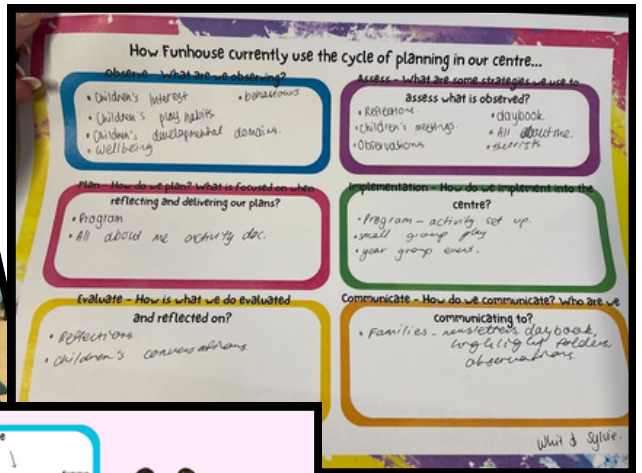 How Funhouse currently use the cycle of planning in our centre...
Observe - What are we observing?
• Children's Interest • behaviours
• Children's play habits
• Children's developmental domains.
• Wellbeing
Assess - What are some strategies we use to
assess what is observed?
• Reflections • daybook
• Children's meetings. • All about me.
• Observations • theorists
Plan - How do we plan? What is focused on when
reflecting and delivering our plans?
• Program
• All about me activity doc.
Implementation - How do we implement into the
centre?
• Program - activity set up.
• small group play
• year group event.
Evaluate - How is what we do evaluated
and reflected on?
• Reflections
• Children's conversations
Communicate - How do we communicate? Who are we
communicating to?
• Families - newsletters, daybook,
highlight folders,
observations.
Whit & Sylvie.